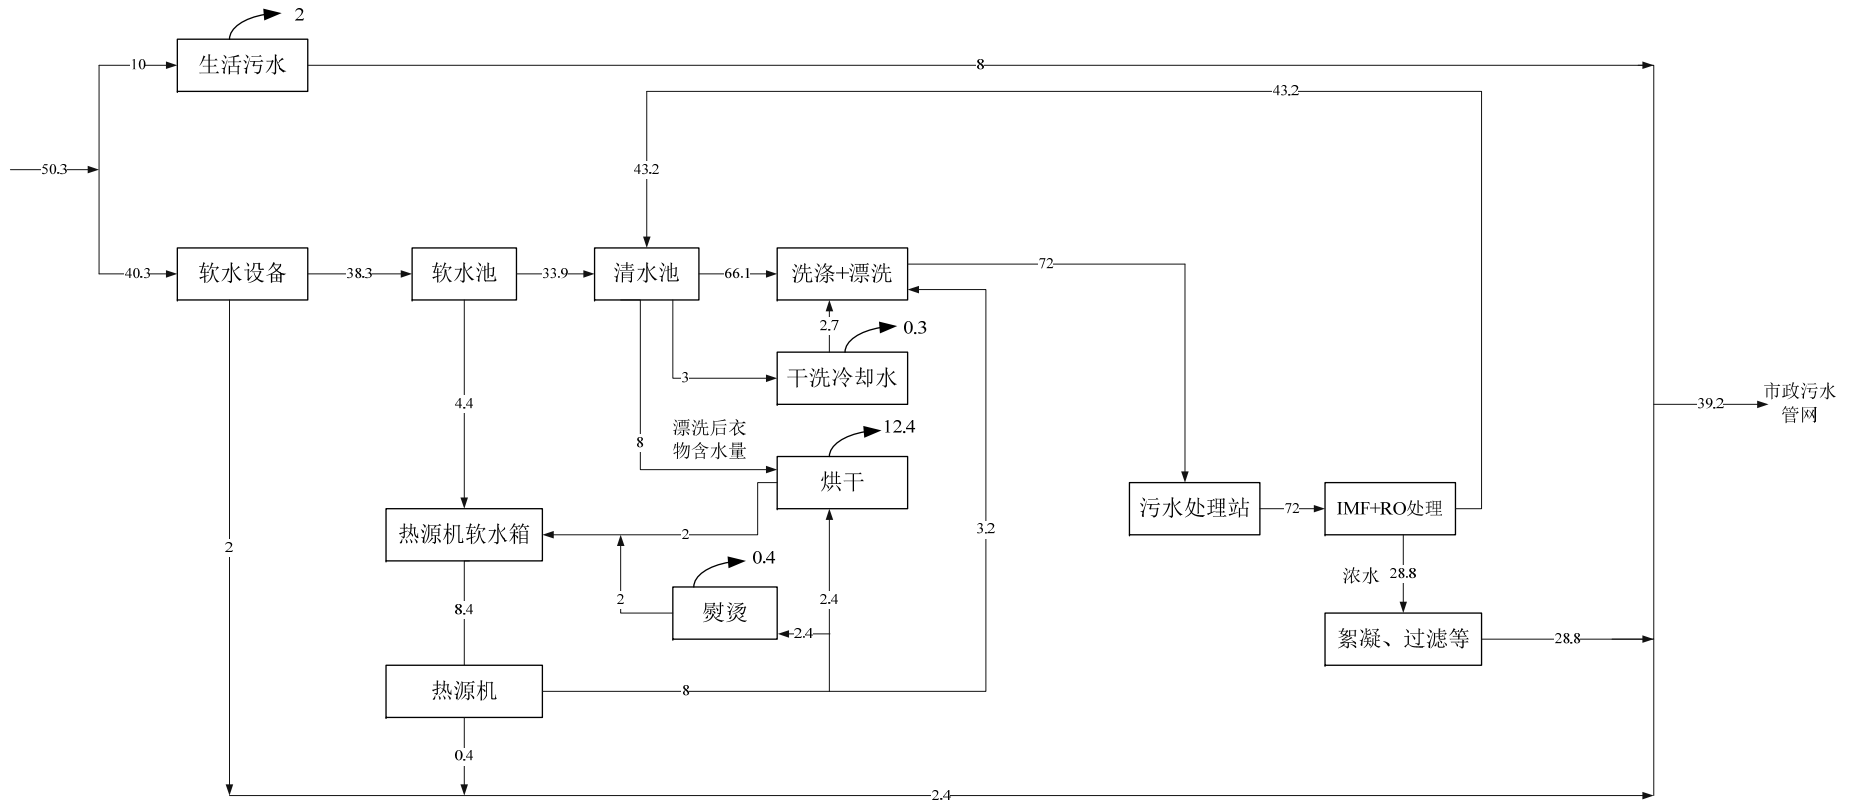 2
10
生活污水
8
43.2
50.3
43.2
40.3
软水设备
38.3
软水池
33.9
清水池
66.1
洗涤+漂洗
72
2.7
0.3
3
干洗冷却水
4.4
8
漂洗后衣
物含水量
12.4
烘干
39.2
市政污水
管网
污水处理站
72
IMF+RO处理
热源机软水箱
2
3.2
2
0.4
浓水
28.8
8.4
2
熨烫
2.4
2.4
絮凝、过滤等
28.8
热源机
8
0.4
2.4